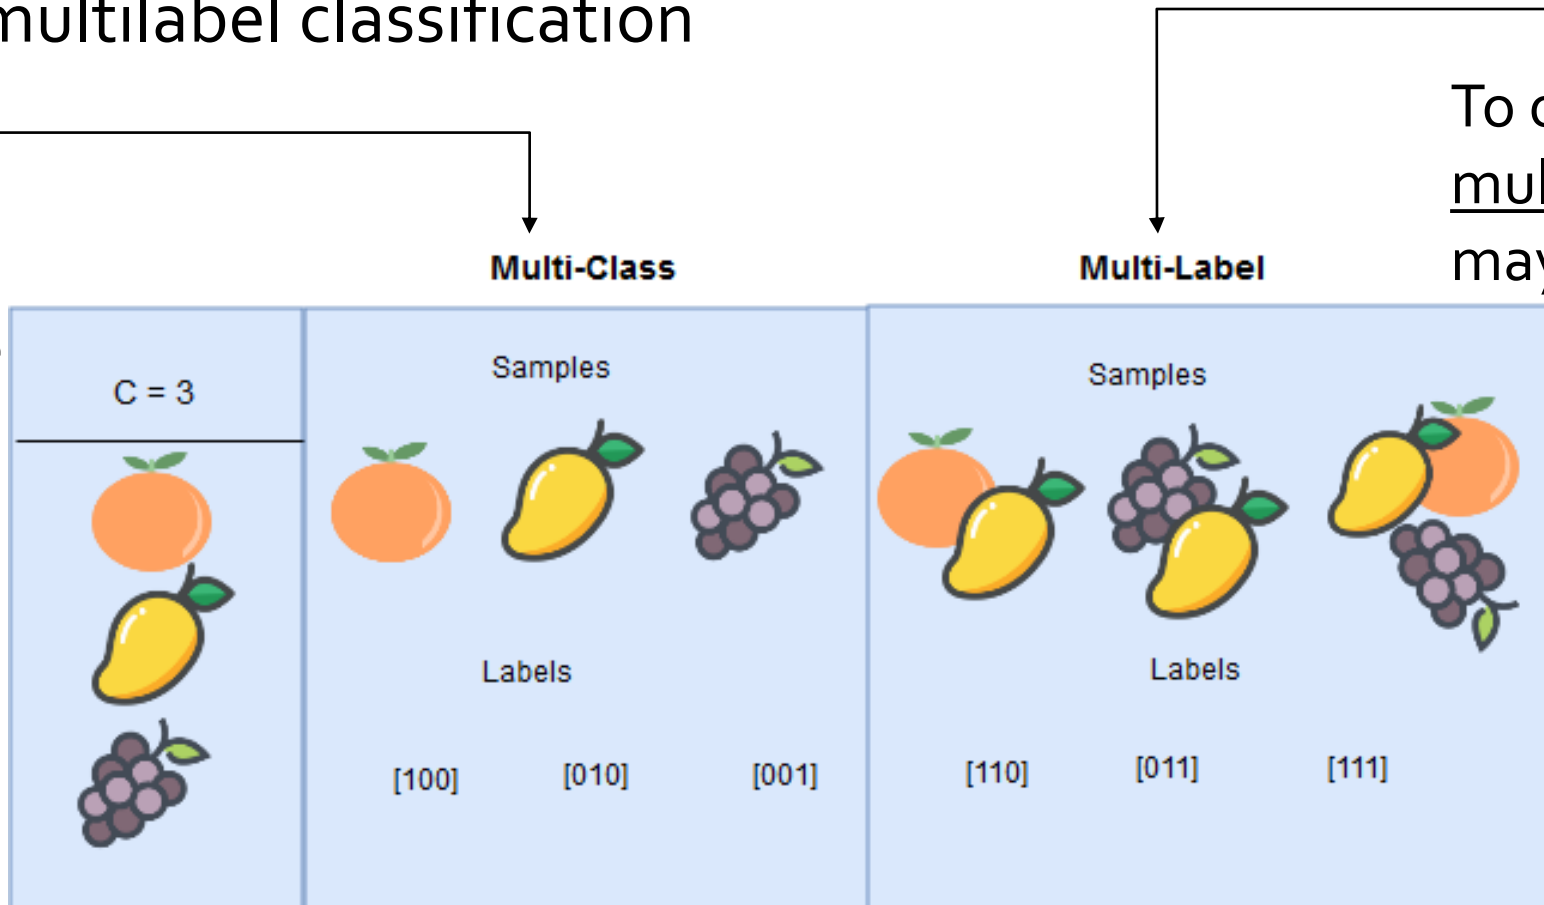 multilabel classification
To
Multi-Class
Multi-Label
C = 3
Samples
Samples
Labels
Labels
[100] [010] [001]
[110] [011] [111]